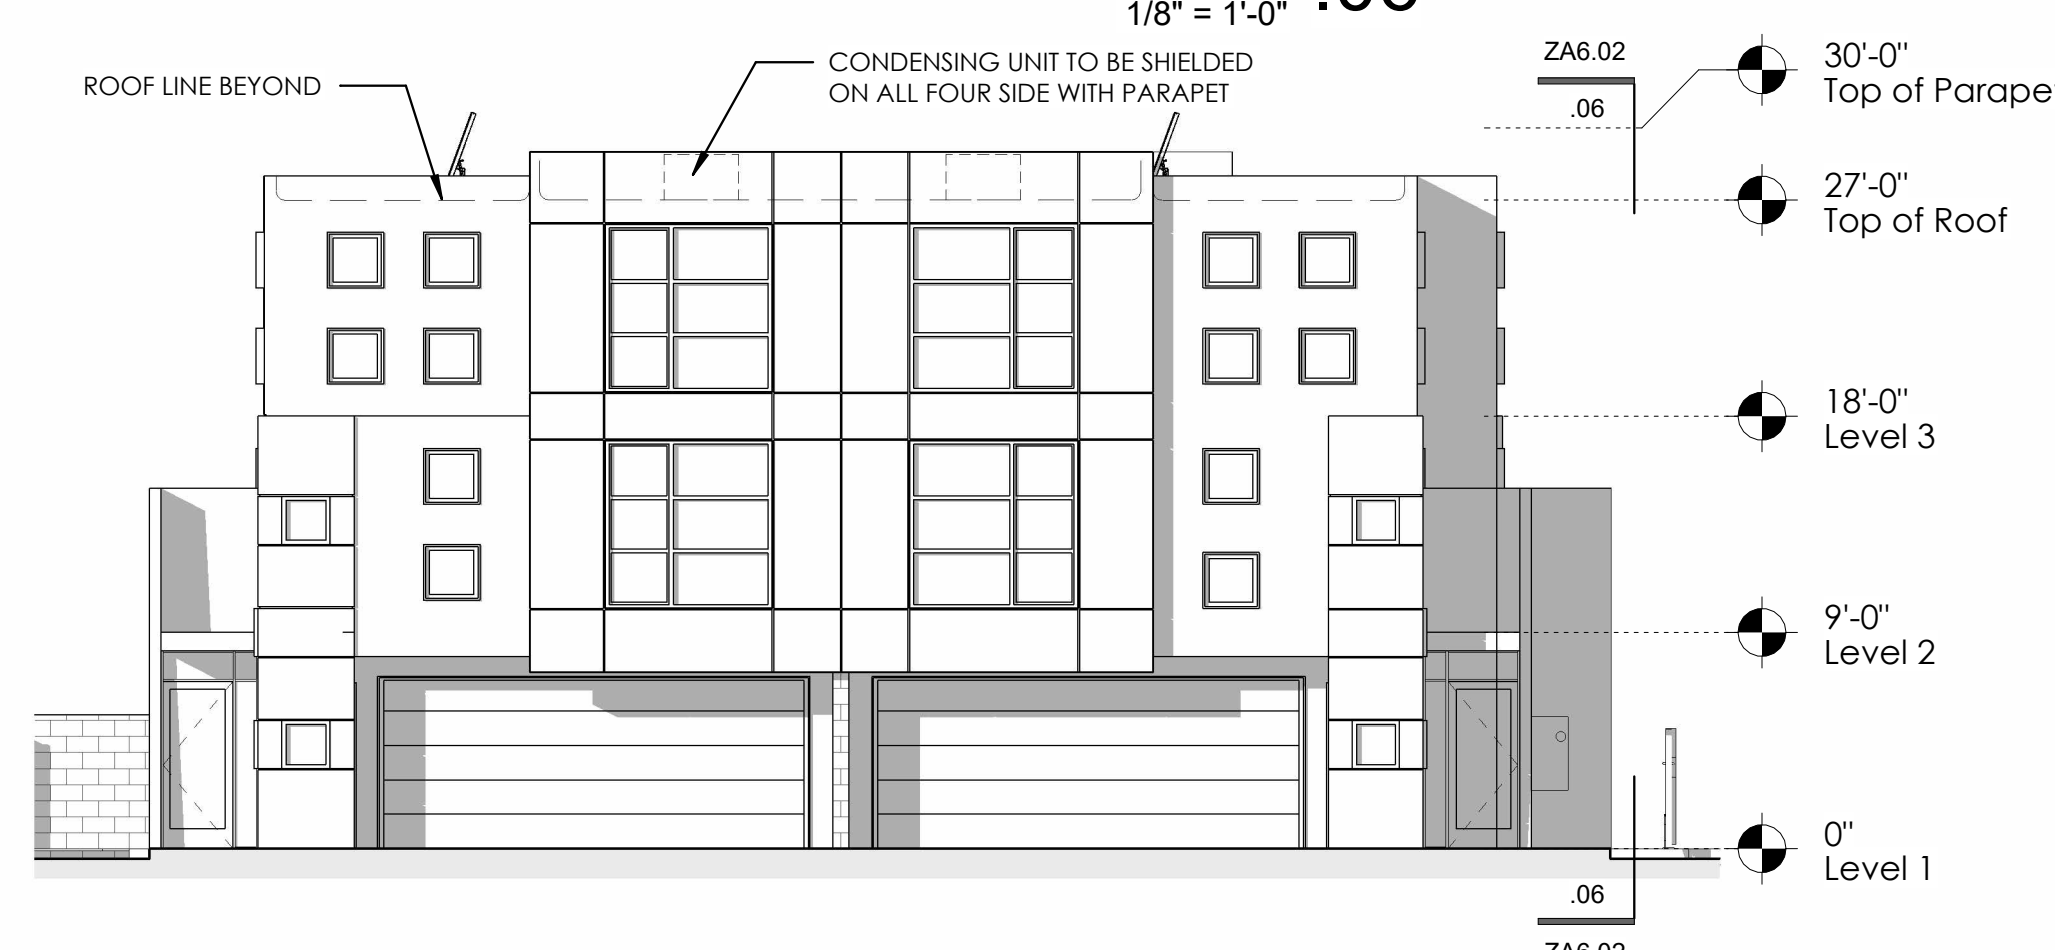 1/8" = 1'-0"
ROOF LINE BEYOND
CONDENSING UNIT TO BE SHIELDED
ON ALL FOUR SIDE WITH PARAPET
ZA6.02
.06
30'-0"
Top of Parape
27'-0"
Top of Roof
18'-0"
Level 3
9'-0"
Level 2
0"
Level 1
.06